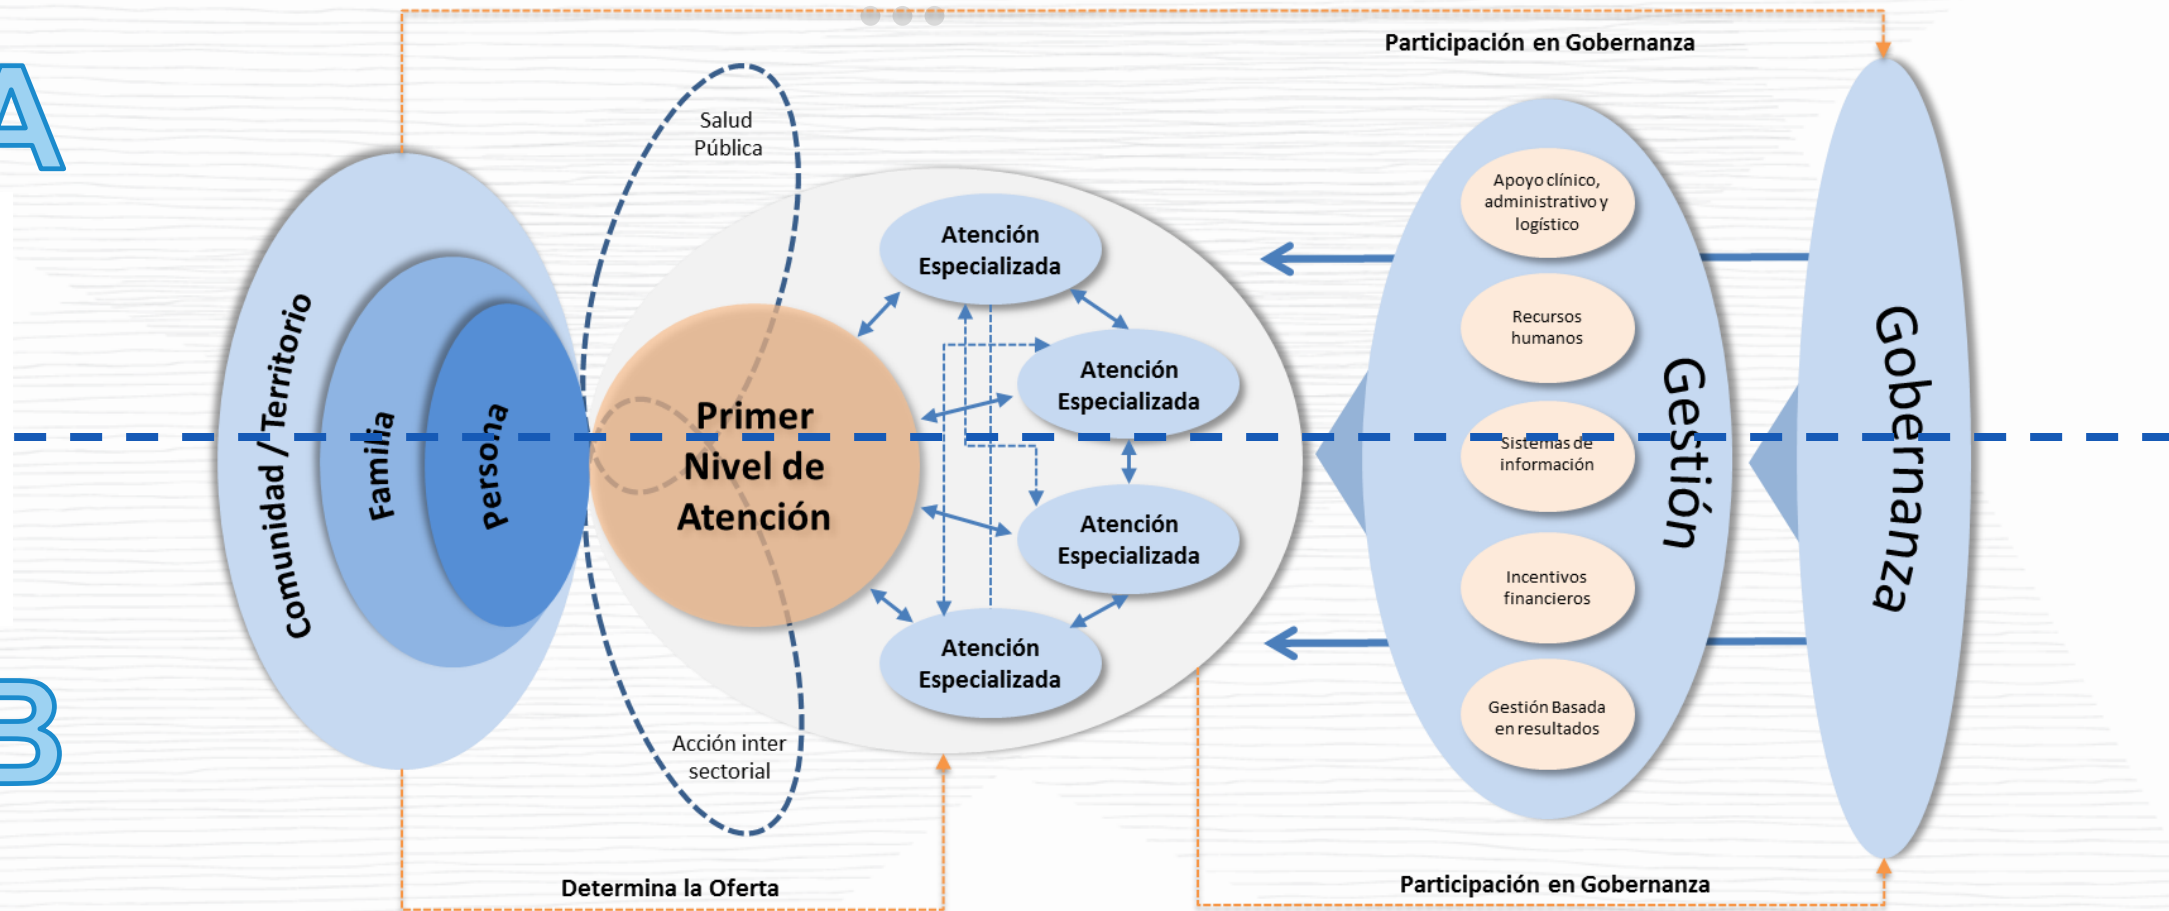 Participación en Gobernanza
A
Salud
Pública
Comunidad / Territorio
Familia
Persona
Primer
Nivel de
Atención
Atención
Especializada
Atención
Especializada
Atención
Especializada
Atención
Especializada
Acción inter
sectorial
Apoyo clínico,
administrativo y
logístico
Recursos
humanos
Sistemas de
información
Incentivos
financieros
Gestión Basada
en resultados
Gestión
Gobernanza
B
Determina la Oferta
Participación en Gobernanza